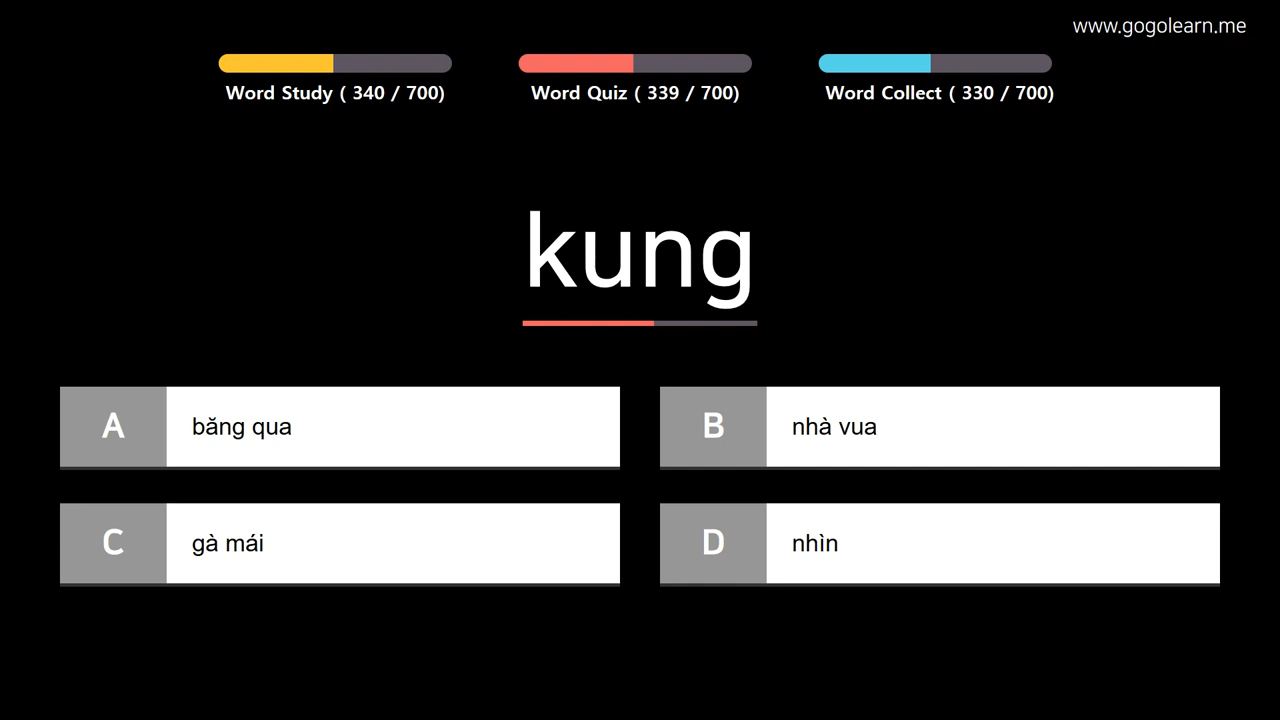 www.gogolearn.me
Word Study ( 340 / 700)
Word Quiz ( 339 / 700)
Word Collect ( 330 / 700)
kung
A
băng qua
B
nhà vua
C
gà mái
D
nhìn